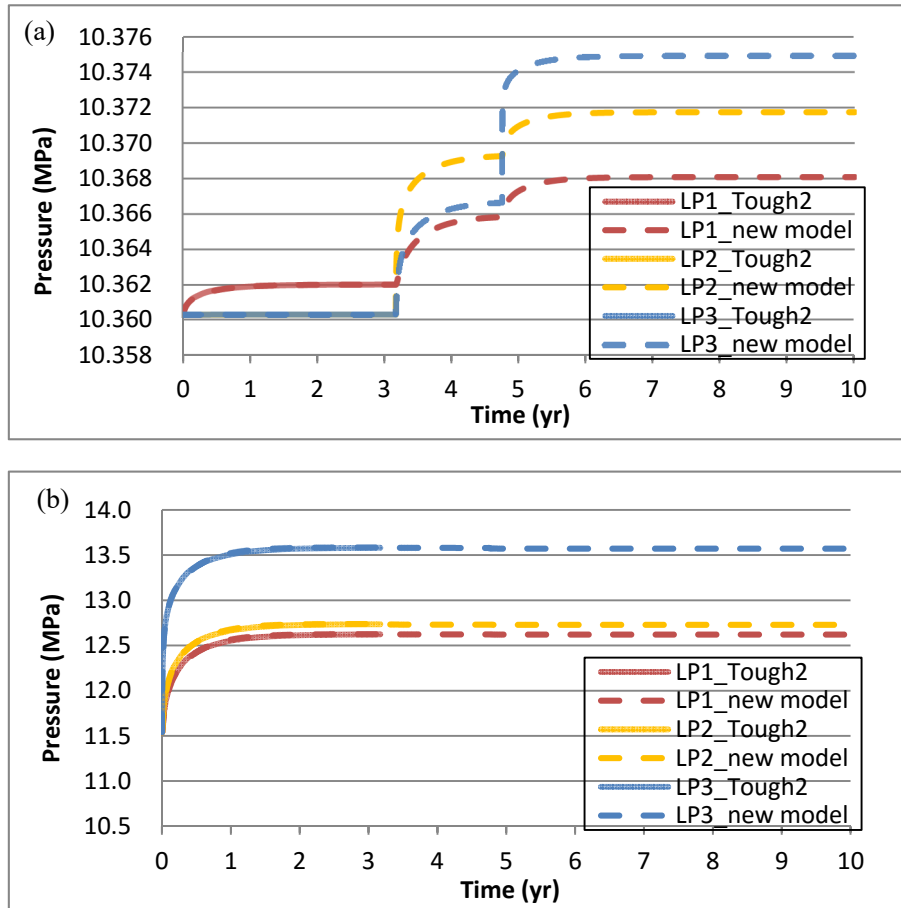 (a)
10.376
10.374
10.372
10.370
10.368
10.366
10.364
10.362
10.360
10.358
Pressure (MPa)
LP1_Tough2
LP1_new model
LP2_Tough2
LP2_new model
LP3_Tough2
LP3_new model
0 1 2 3 4 5 6 7 8 9 10
Time (yr)
(b)
14.0
13.5
13.0
12.5
12.0
11.5
11.0
10.5
Pressure (MPa)
LP1_Tough2
LP1_new model
LP2_Tough2
LP2_new model
LP3_Tough2
LP3_new model
0 1 2 3 4 5 6 7 8 9 10
Time (yr)